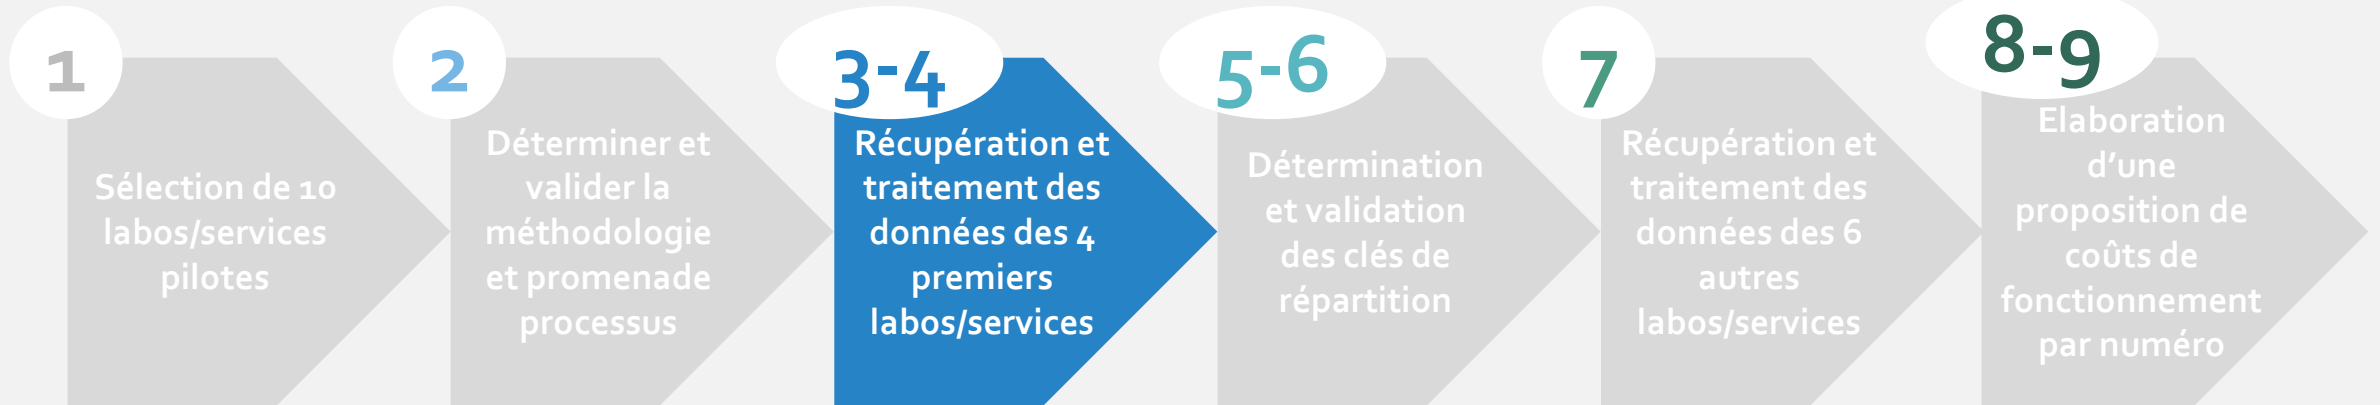 1
Sélection de 10
labos/services
pilotes
2
Déterminer et
valider la
méthodologie
et promenade
processus
3-4
Récupération et
traitement des
données des 4
premiers
labos/services
5-6
Détermination
et validation
des clés de
répartition
7
Récupération et
traitement des
données des 6
autres
labos/services
8-9
Elaboration
d’une
proposition de
coûts de
fonctionnement
par numéro